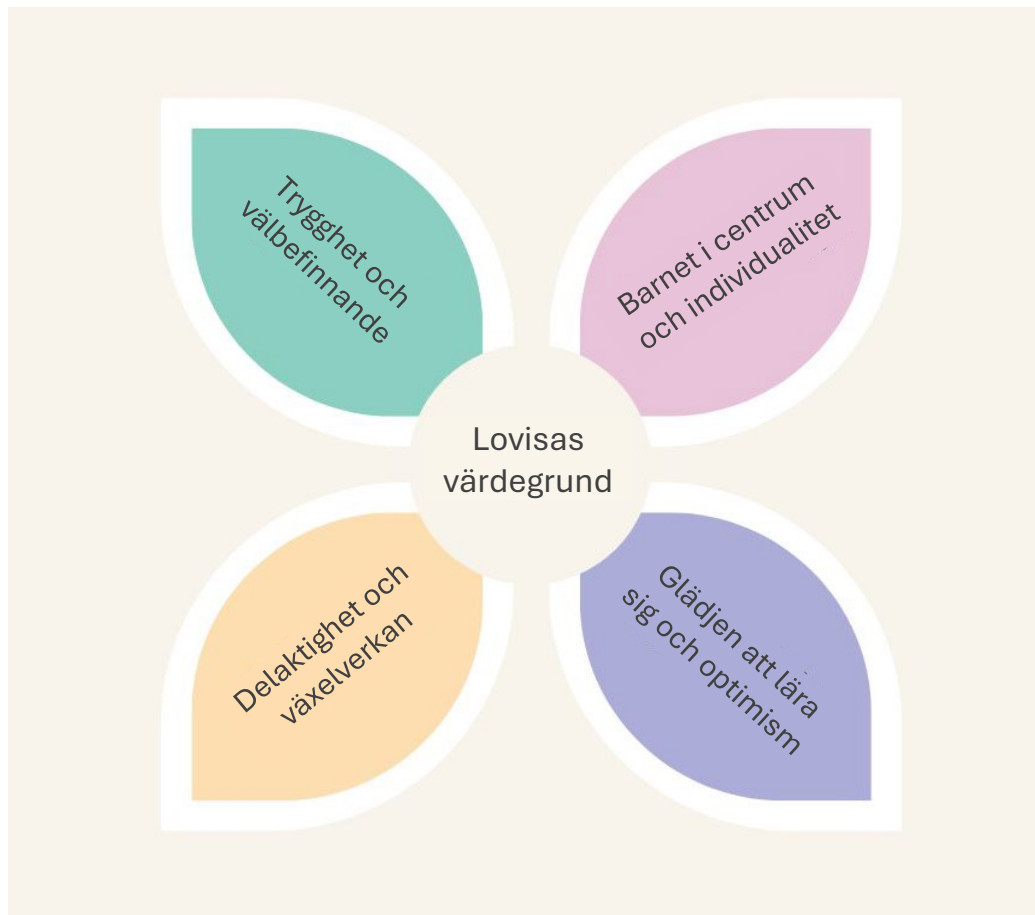 Trygghet och
välbefinnande
Barnet i centrum
och individualitet
Lovisas
värdegrund
Delaktighet och
växelverkan
Glädjen att lära
sig och optimism